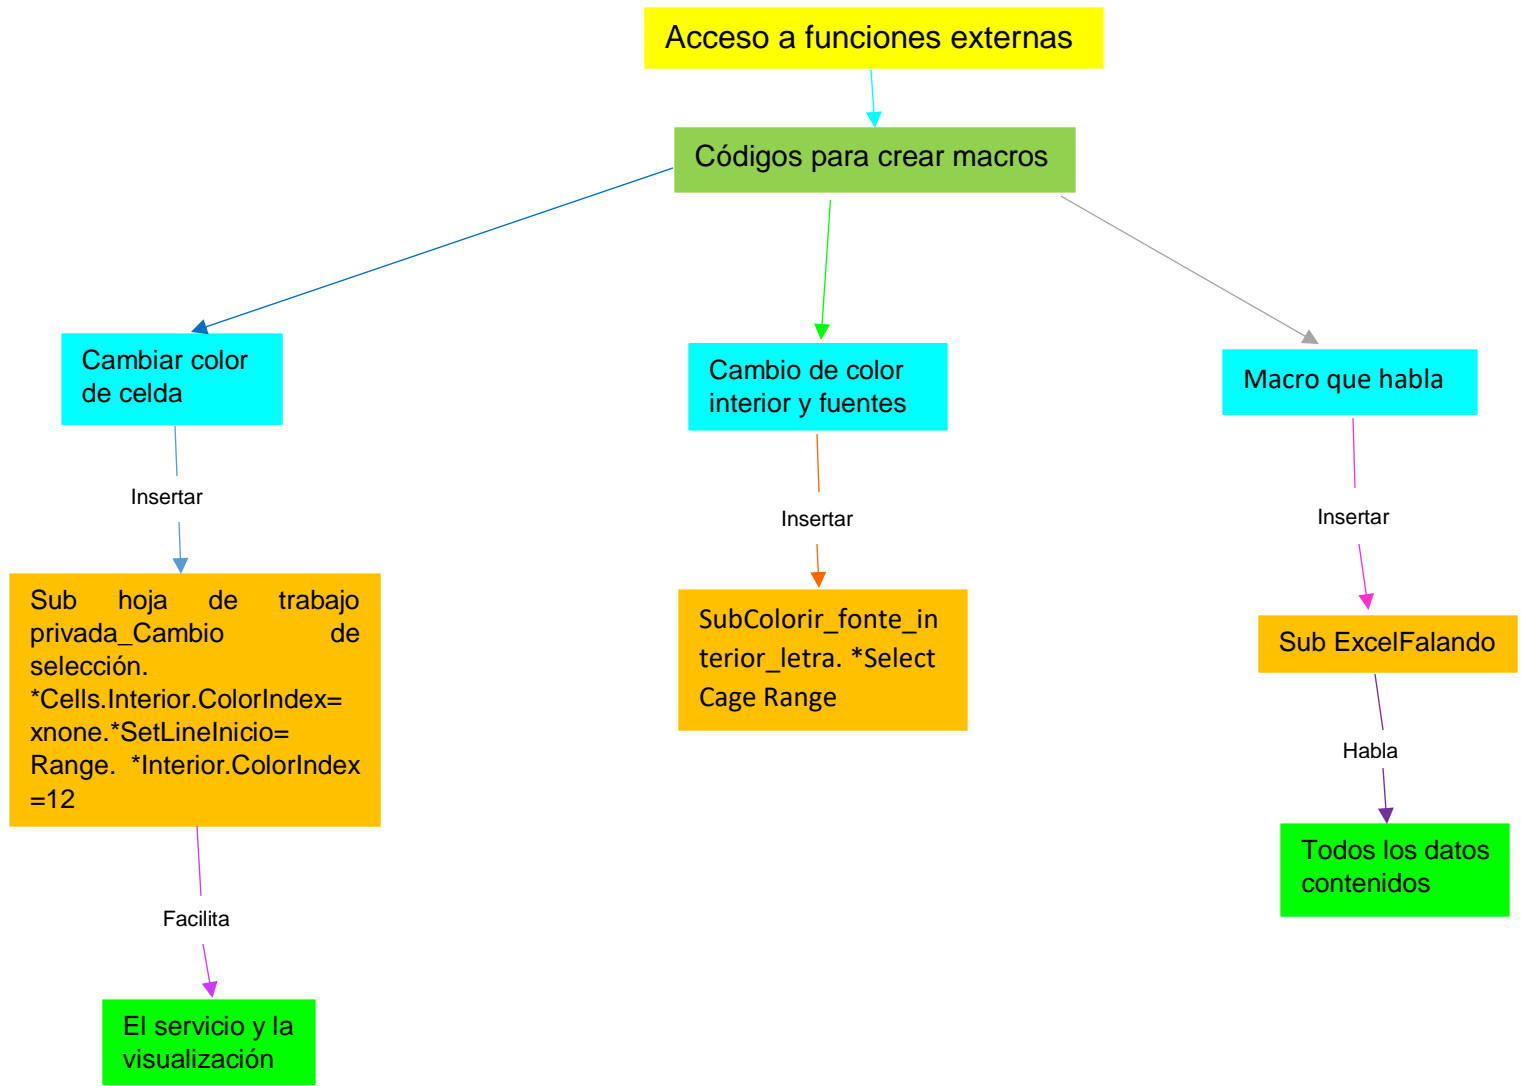 Acceso a funciones externas
Códigos para crear macros
Cambiar color
de celda
Cambio de color
interior y fuentes
Macro que habla
Insertar
Insertar
Insertar
Sub hoja de trabajo
privada_Cambio de
selección.
*Cells.Interior.ColorIndex=
xnone.*SetLineInicio=
Range. *Interior.ColorIndex
=12
SubColorir_fonte_in
terior_letra. *Select
Cage Range
Sub ExcelFalando
Habla
Todos los datos
contenidos
Facilita
El servicio y la
visualización